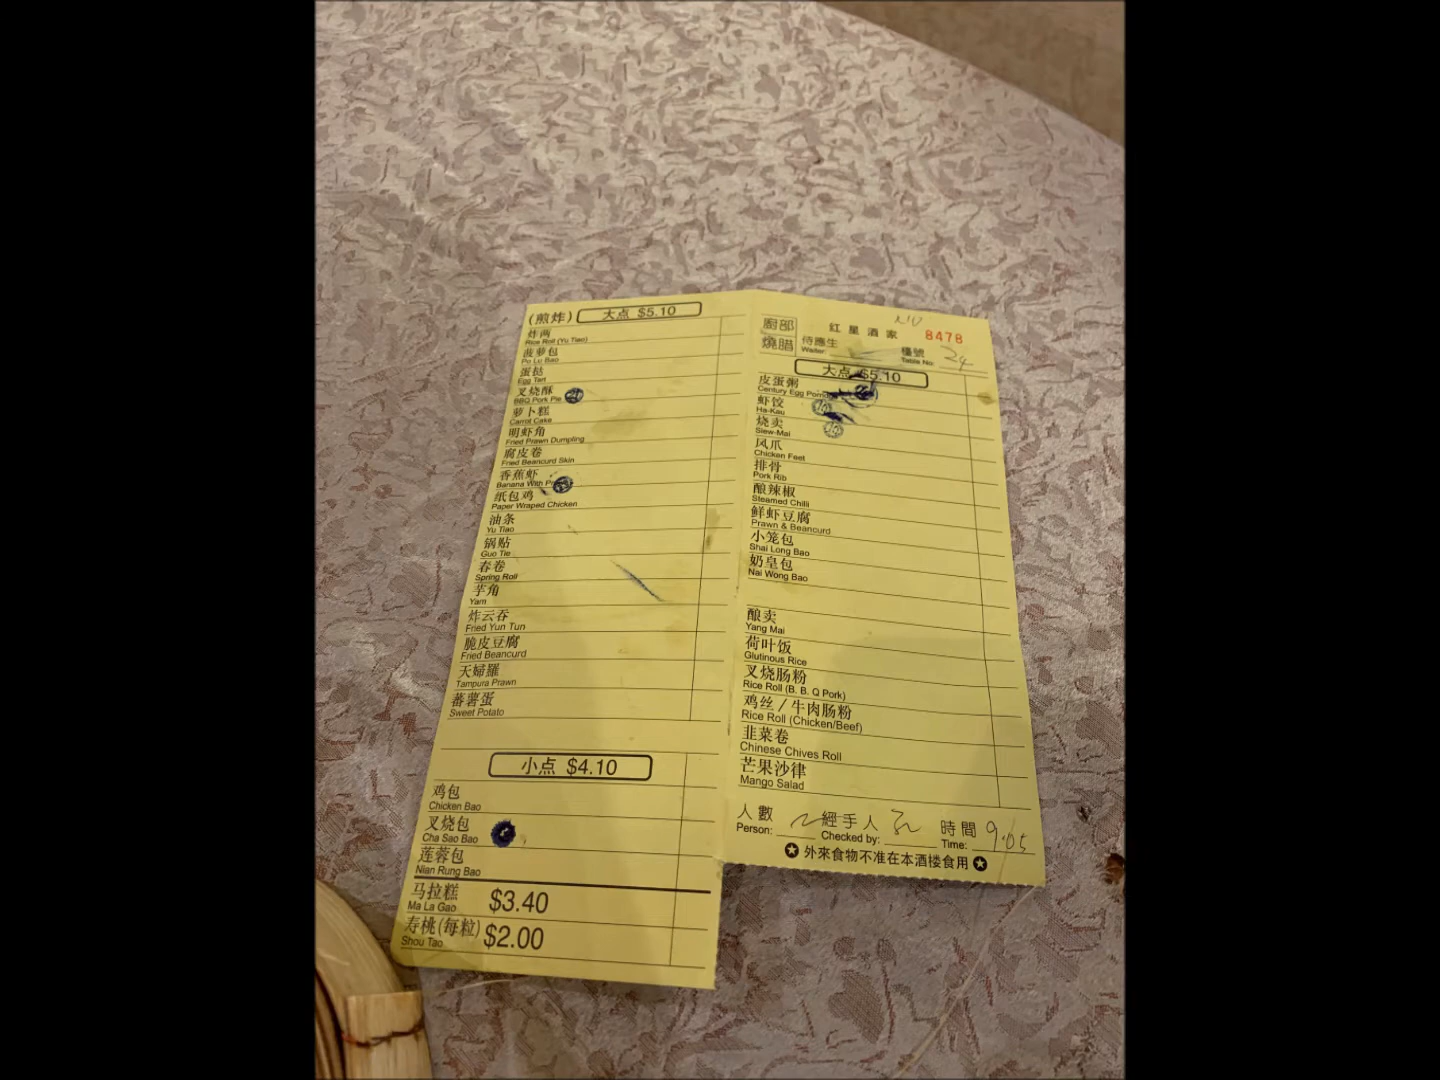 (煎炸) 大点 $5.10
炸两
Rice Roll (Yu Tiao)
菠萝包
Po Lu Bao
蛋挞
Egg Tart
叉烧酥
BBQ Pork Pie
萝卜糕
Carrot Cake
明虾角
Fried Prawn Dumpling
腐皮卷
Fried Beancurd Skin
香蕉虾
Banana With
纸包鸡
Paper Wraped Chicken
油条
Yu Tiao
锅贴
Guo Tie
春卷
Spring Roll
芋角
Yam
炸云吞
Fried Yun Tun
脆皮豆腐
Fried Beancurd
天婦羅
Tampura Prawn
蕃薯蛋
Sweet Potato
小点 $4.10
鸡包
Chicken Bao
叉烧包
Cha Sao Bao
莲蓉包
Nian Rung Bao
马拉糕 $3.40
Ma La Gao
寿桃(每粒) $2.00
Shou Tao
廚部
燒腊
紅星酒家 8478
侍應生
Waiter:
檯號
Table No: 24
大点 $5.10
皮蛋粥
Century Egg
虾饺
Ha-Kau
烧卖
Siew-Mai
凤爪
Chicken Feet
排骨
Pork Rib
酿辣椒
Steamed Chilli
鲜虾豆腐
Prawn & Beancurd
小笼包
Shai Long Bao
奶皇包
Nai Wong Bao
酿卖
Yang Mai
荷叶饭
Glutinous Rice
叉烧肠粉
Rice Roll (B. B. Q Pork)
鸡丝/牛肉肠粉
Rice Roll (Chicken/Beef)
韭菜卷
Chinese Chives Roll
芒果沙律
Mango Salad
人數 經手人 時間 9.05
Person: Checked by: Time:
✪ 外來食物不准在本酒楼食用 ✪